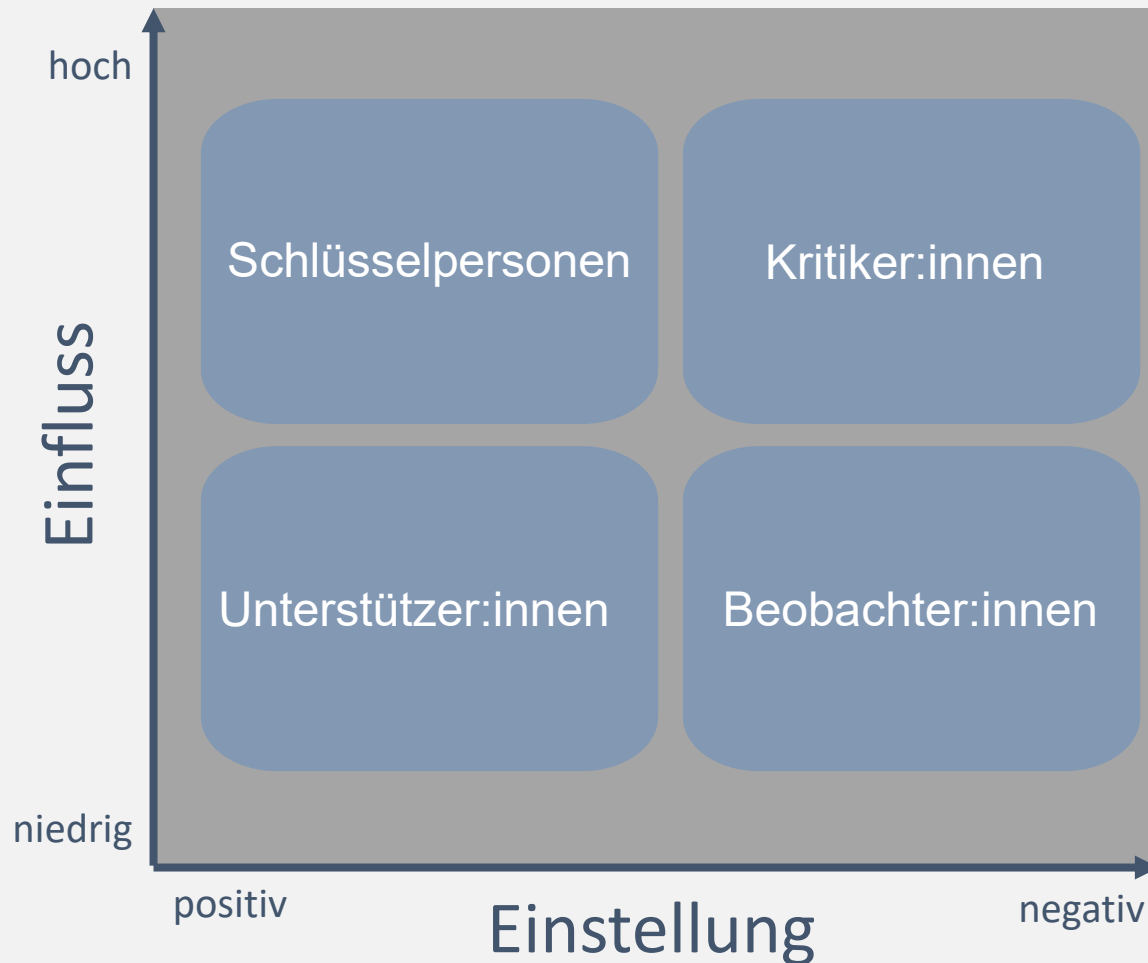 hoch
Schlüsselpersonen
Kritiker:innen
Einfluss
Unterstützer:innen
Beobachter:innen
niedrig
positiv
Einstellung
negativ